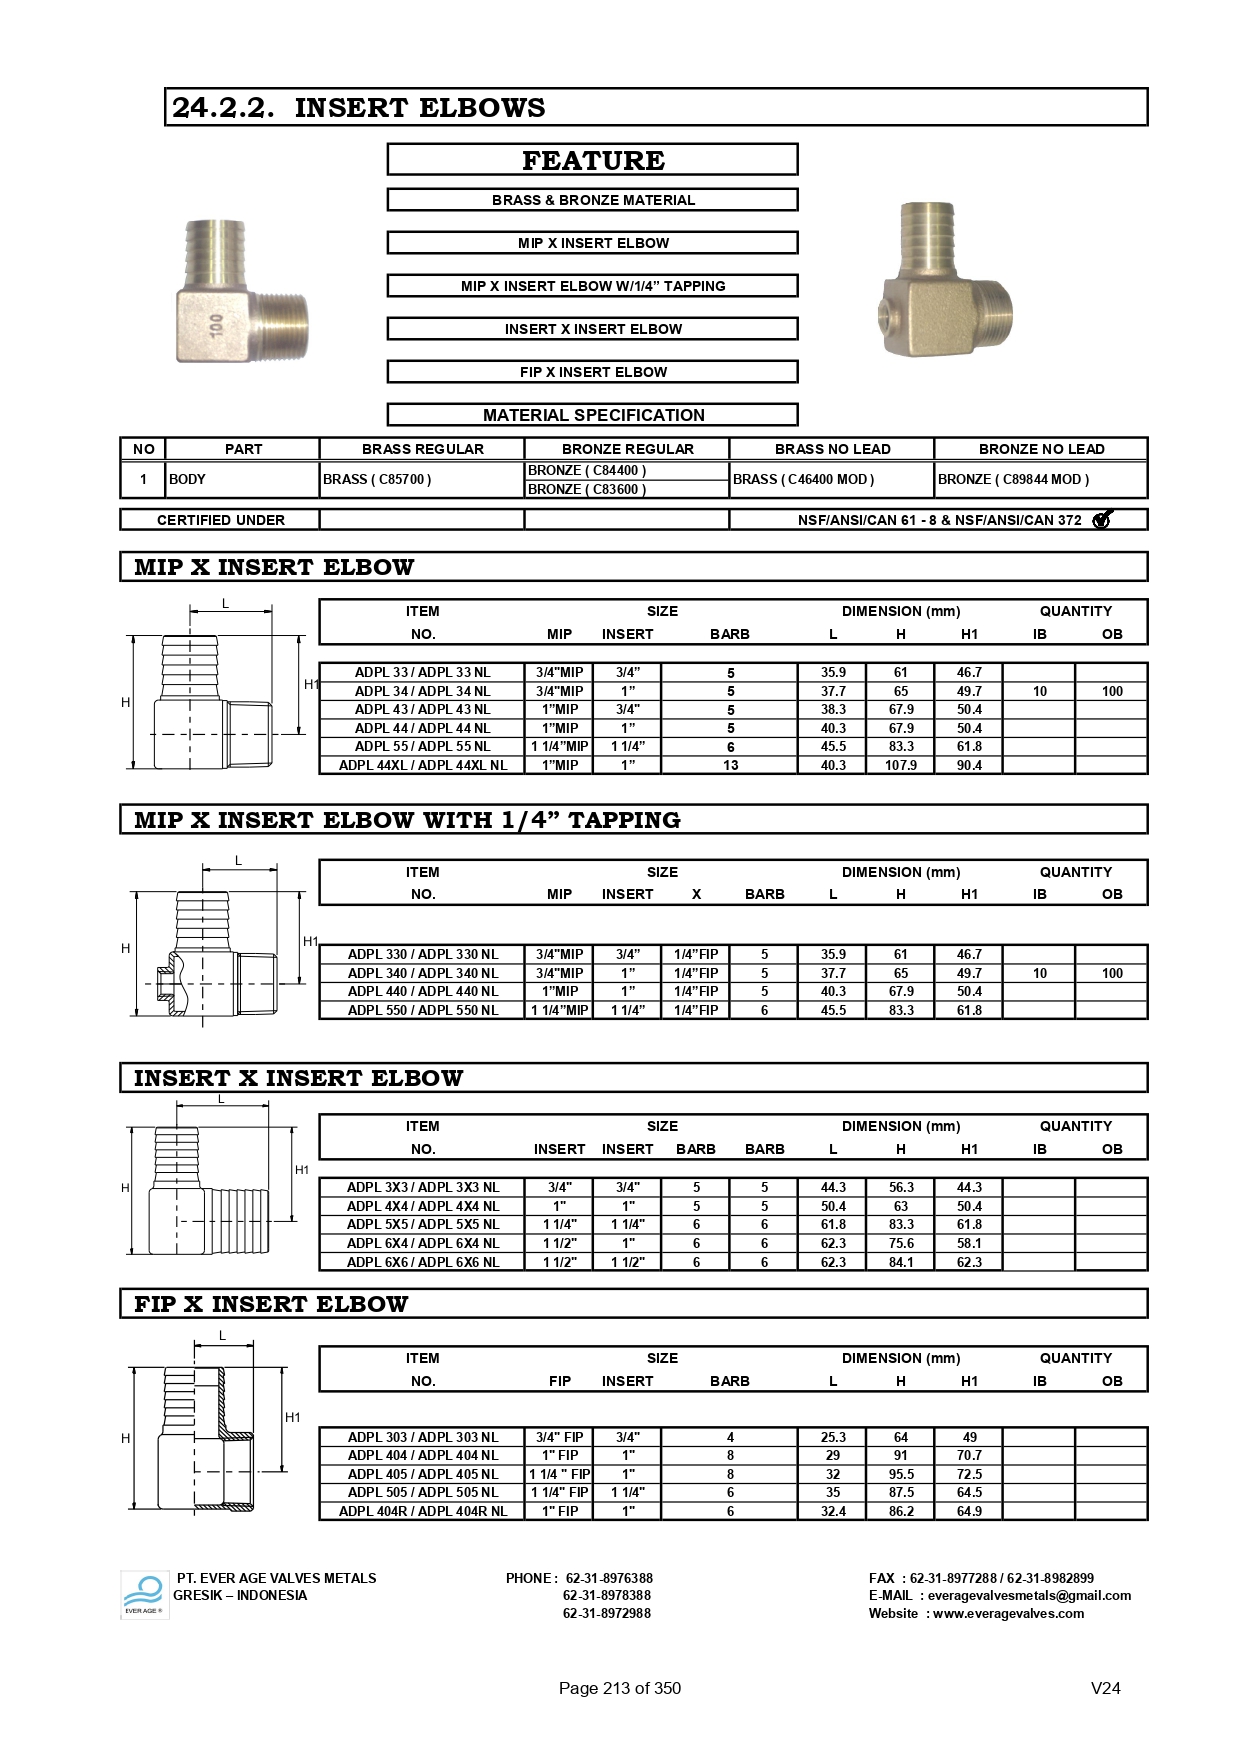 24.2.2. INSERT ELBOWS
FEATURE
BRASS & BRONZE MATERIAL
MIP X INSERT ELBOW
MIP X INSERT ELBOW W/1/4” TAPPING
INSERT X INSERT ELBOW
FIP X INSERT ELBOW
100
MATERIAL SPECIFICATION
NO PART BRASS REGULAR BRONZE REGULAR BRASS NO LEAD BRONZE NO LEAD
1 BODY BRASS ( C85700 ) BRONZE ( C84400 ) BRASS ( C46400 MOD ) BRONZE ( C89844 MOD )
BRONZE ( C83600 )
CERTIFIED UNDER NSF/ANSI/CAN 61 - 8 & NSF/ANSI/CAN 372
MIP X INSERT ELBOW
L
H
H1
ITEM SIZE DIMENSION (mm) QUANTITY
NO. MIP INSERT BARB L H H1 IB OB
ADPL 33 / ADPL 33 NL 3/4"MIP 3/4” 5 35.9 61 46.7
ADPL 34 / ADPL 34 NL 3/4"MIP 1” 5 37.7 65 49.7 10 100
ADPL 43 / ADPL 43 NL 1”MIP 3/4" 5 38.3 67.9 50.4
ADPL 44 / ADPL 44 NL 1”MIP 1” 5 40.3 67.9 50.4
ADPL 55 / ADPL 55 NL 1 1/4”MIP 1 1/4” 6 45.5 83.3 61.8
ADPL 44XL / ADPL 44XL NL 1”MIP 1” 13 40.3 107.9 90.4
MIP X INSERT ELBOW WITH 1/4” TAPPING
L
H
H1
ITEM SIZE DIMENSION (mm) QUANTITY
NO. MIP INSERT X BARB L H H1 IB OB
ADPL 330 / ADPL 330 NL 3/4"MIP 3/4” 1/4”FIP 5 35.9 61 46.7
ADPL 340 / ADPL 340 NL 3/4"MIP 1” 1/4”FIP 5 37.7 65 49.7 10 100
ADPL 440 / ADPL 440 NL 1”MIP 1” 1/4”FIP 5 40.3 67.9 50.4
ADPL 550 / ADPL 550 NL 1 1/4”MIP 1 1/4” 1/4”FIP 6 45.5 83.3 61.8
INSERT X INSERT ELBOW
L
H
H1
ITEM SIZE DIMENSION (mm) QUANTITY
NO. INSERT INSERT BARB BARB L H H1 IB OB
ADPL 3X3 / ADPL 3X3 NL 3/4" 3/4" 5 5 44.3 56.3 44.3
ADPL 4X4 / ADPL 4X4 NL 1" 1" 5 5 50.4 63 50.4
ADPL 5X5 / ADPL 5X5 NL 1 1/4" 1 1/4" 6 6 61.8 83.3 61.8
ADPL 6X4 / ADPL 6X4 NL 1 1/2" 1" 6 6 62.3 75.6 58.1
ADPL 6X6 / ADPL 6X6 NL 1 1/2" 1 1/2" 6 6 62.3 84.1 62.3
FIP X INSERT ELBOW
L
H
H1
ITEM SIZE DIMENSION (mm) QUANTITY
NO. FIP INSERT BARB L H H1 IB OB
ADPL 303 / ADPL 303 NL 3/4" FIP 3/4" 4 25.3 64 49
ADPL 404 / ADPL 404 NL 1" FIP 1" 8 29 91 70.7
ADPL 405 / ADPL 405 NL 1 1/4 " FIP 1" 8 32 95.5 72.5
ADPL 505 / ADPL 505 NL 1 1/4" FIP 1 1/4" 6 35 87.5 64.5
ADPL 404R / ADPL 404R NL 1" FIP 1" 6 32.4 86.2 64.9
EVER AGE ®
PT. EVER AGE VALVES METALS PHONE : 62-31-8976388 FAX : 62-31-8977288 / 62-31-8982899
GRESIK – INDONESIA 62-31-8978388 E-MAIL : everagevalvesmetals@gmail.com
62-31-8972988 Website : www.everagevalves.com
Page 213 of 350 V24